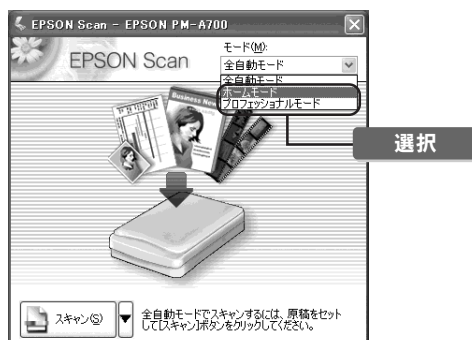 EPSON Scan - EPSON PM-A700
EPSON Scan
モード(M):
全自動モード
全自動モード
ホームモード
プロフェッショナルモード
Business New
選択
スキャン(S)
全自動モードでスキャンするには、原稿をセット
して[スキャン]ボタンをクリックしてください。